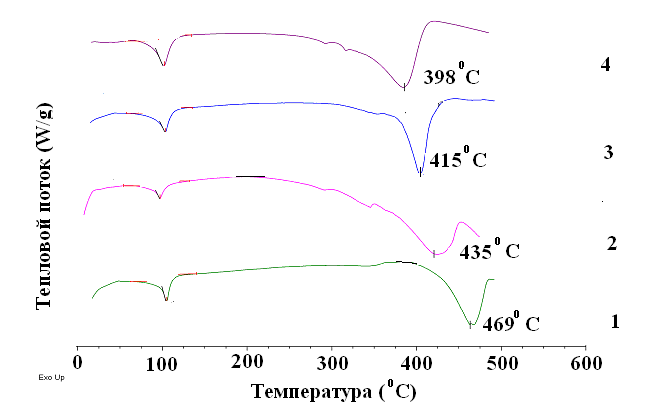 Тепловой поток (W/g)
398⁰C
4
415⁰C
3
435⁰ C
2
469⁰ C
1
0 100 200 300 400 500 600
Exo Up
Температура (⁰C)